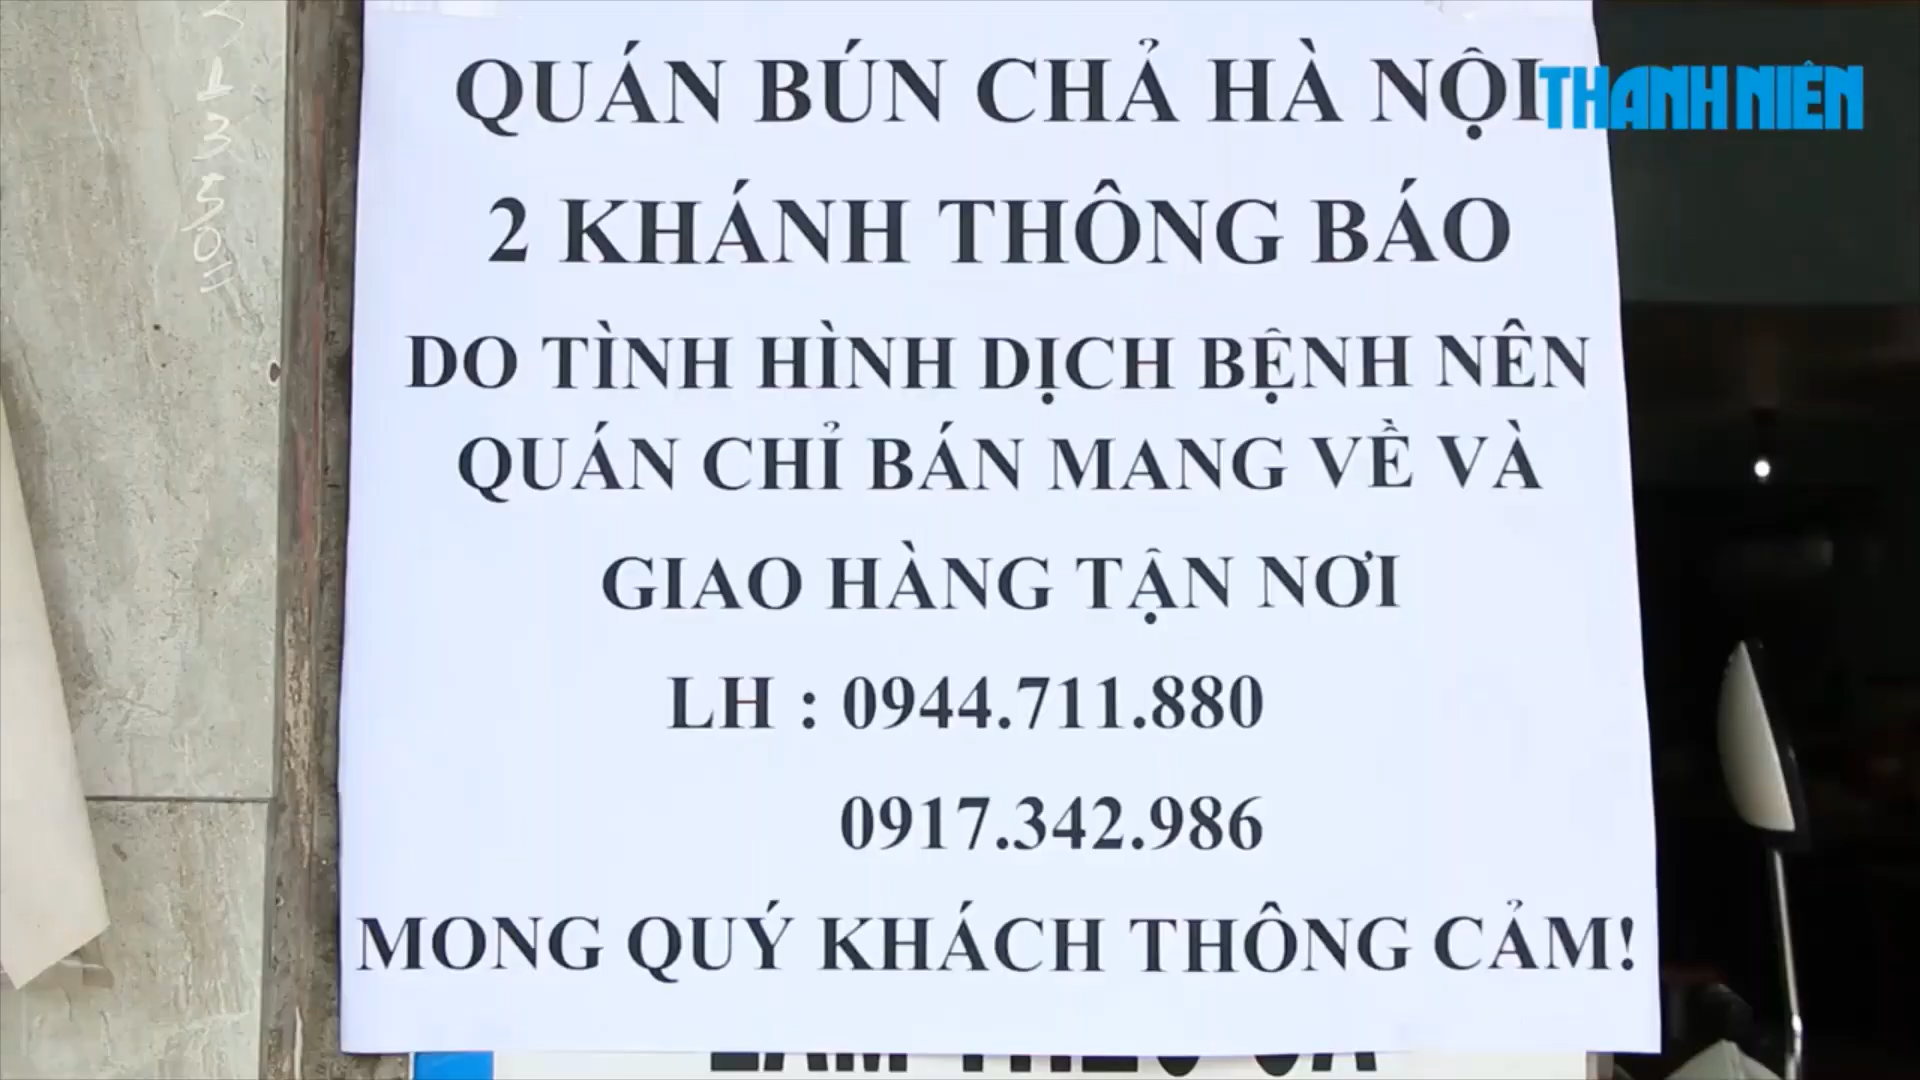 QUÁN BÚN CHẢ HÀ NỘI
THANH NIÊN
2 KHÁNH THÔNG BÁO
DO TÌNH HÌNH DỊCH BỆNH NÊN
QUÁN CHỈ BÁN MANG VỀ VÀ
GIAO HÀNG TẬN NƠI
LH : 0944.711.880
0917.342.986
MONG QUÝ KHÁCH THÔNG CẢM!